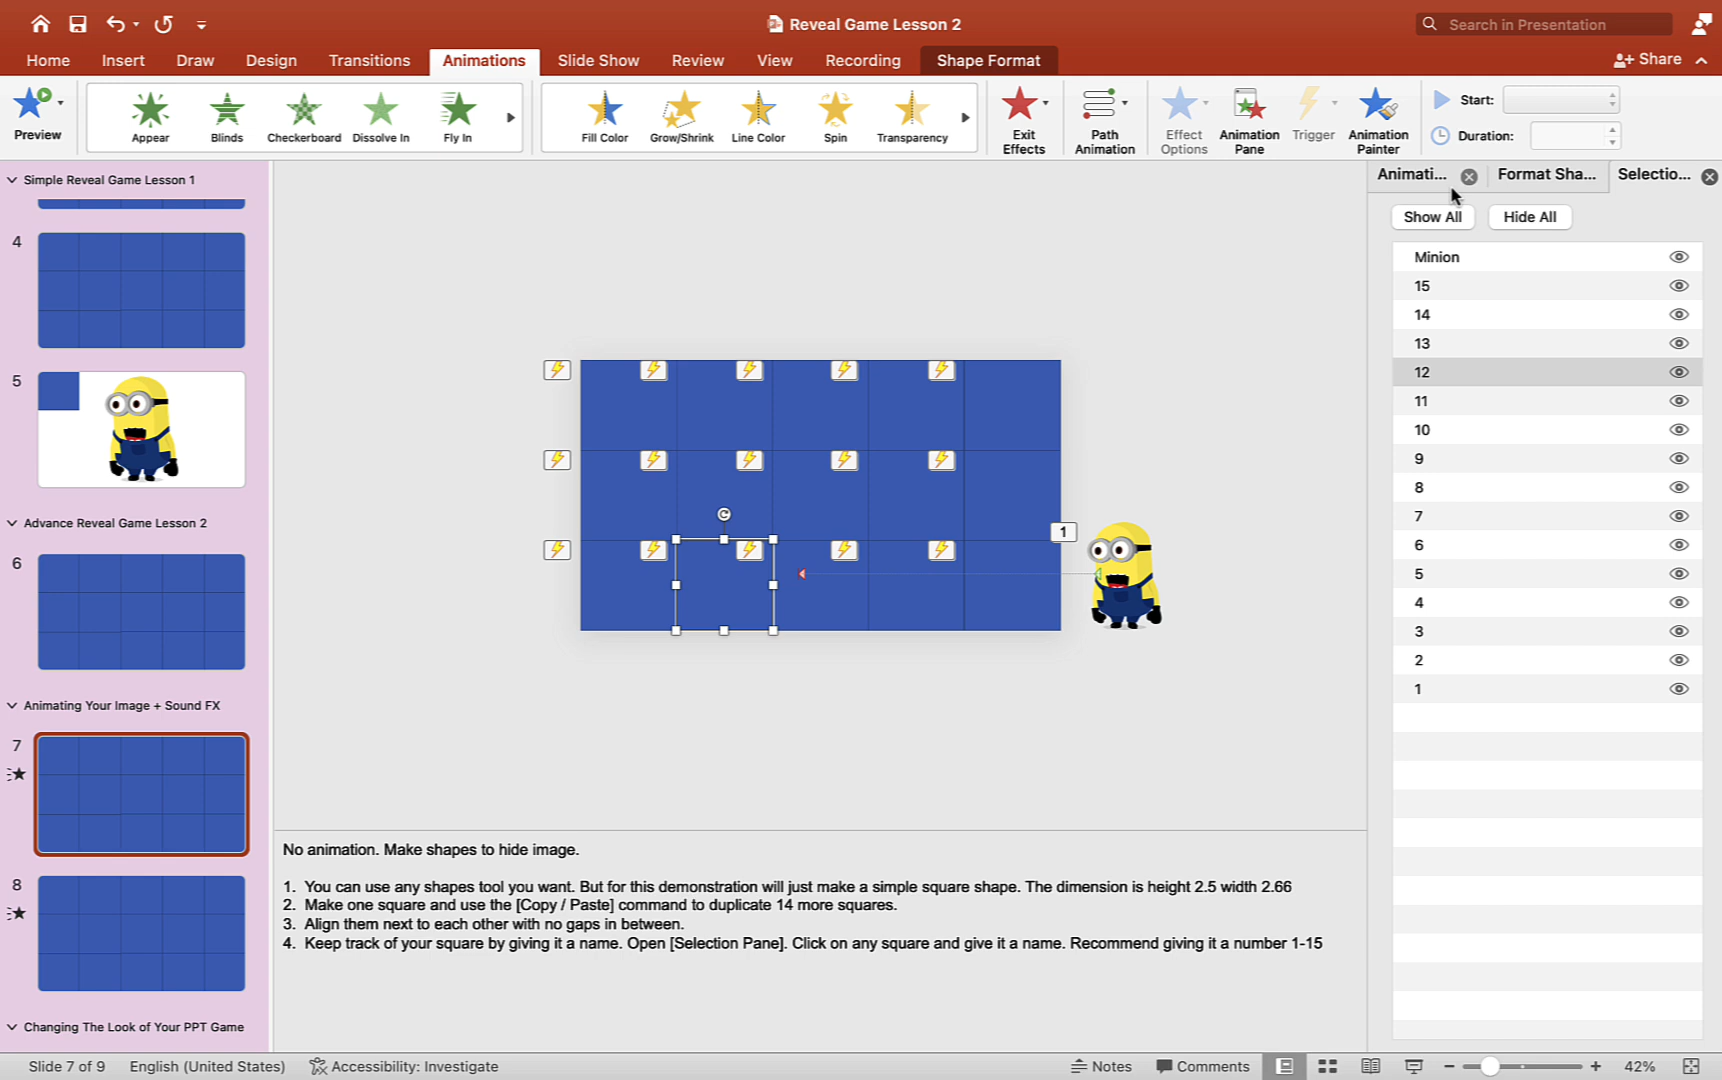 Reveal Game Lesson 2
Search in Presentation
Home Insert Draw Design Transitions Animations Slide Show Review View Recording Shape Format
Share
Preview
Appear Blinds Checkerboard Dissolve In Fly In
Fill Color Grow/Shrink Line Color Spin Transparency
Exit Effects
Path Animation
Effect Options
Animation Pane
Trigger
Animation Painter
Start:
Duration:
Simple Reveal Game Lesson 1
4
5
Advance Reveal Game Lesson 2
6
Animating Your Image + Sound FX
7
8
Changing The Look of Your PPT Game
1
No animation. Make shapes to hide image.
1. You can use any shapes tool you want. But for this demonstration will just make a simple square shape. The dimension is height 2.5 width 2.66
2. Make one square and use the [Copy / Paste] command to duplicate 14 more squares.
3. Align them next to each other with no gaps in between.
4. Keep track of your square by giving it a name. Open [Selection Pane]. Click on any square and give it a name. Recommend giving it a number 1-15
Animati... Format Sha... Selectio...
Show All Hide All
Minion
15
14
13
12
11
10
9
8
7
6
5
4
3
2
1
Slide 7 of 9 English (United States) Accessibility: Investigate
Notes Comments 42%